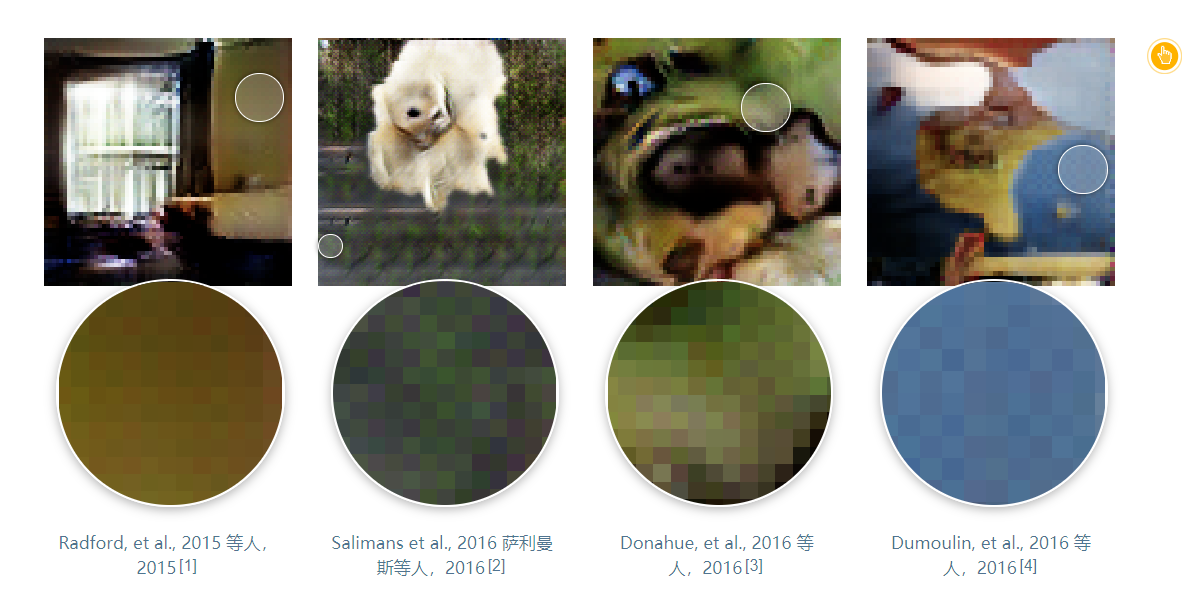 Radford, et al., 2015 等人，
2015[1]
Salimans et al., 2016 萨利曼
斯等人，2016[2]
Donahue, et al., 2016 等
人，2016[3]
Dumoulin, et al., 2016 等
人，2016[4]